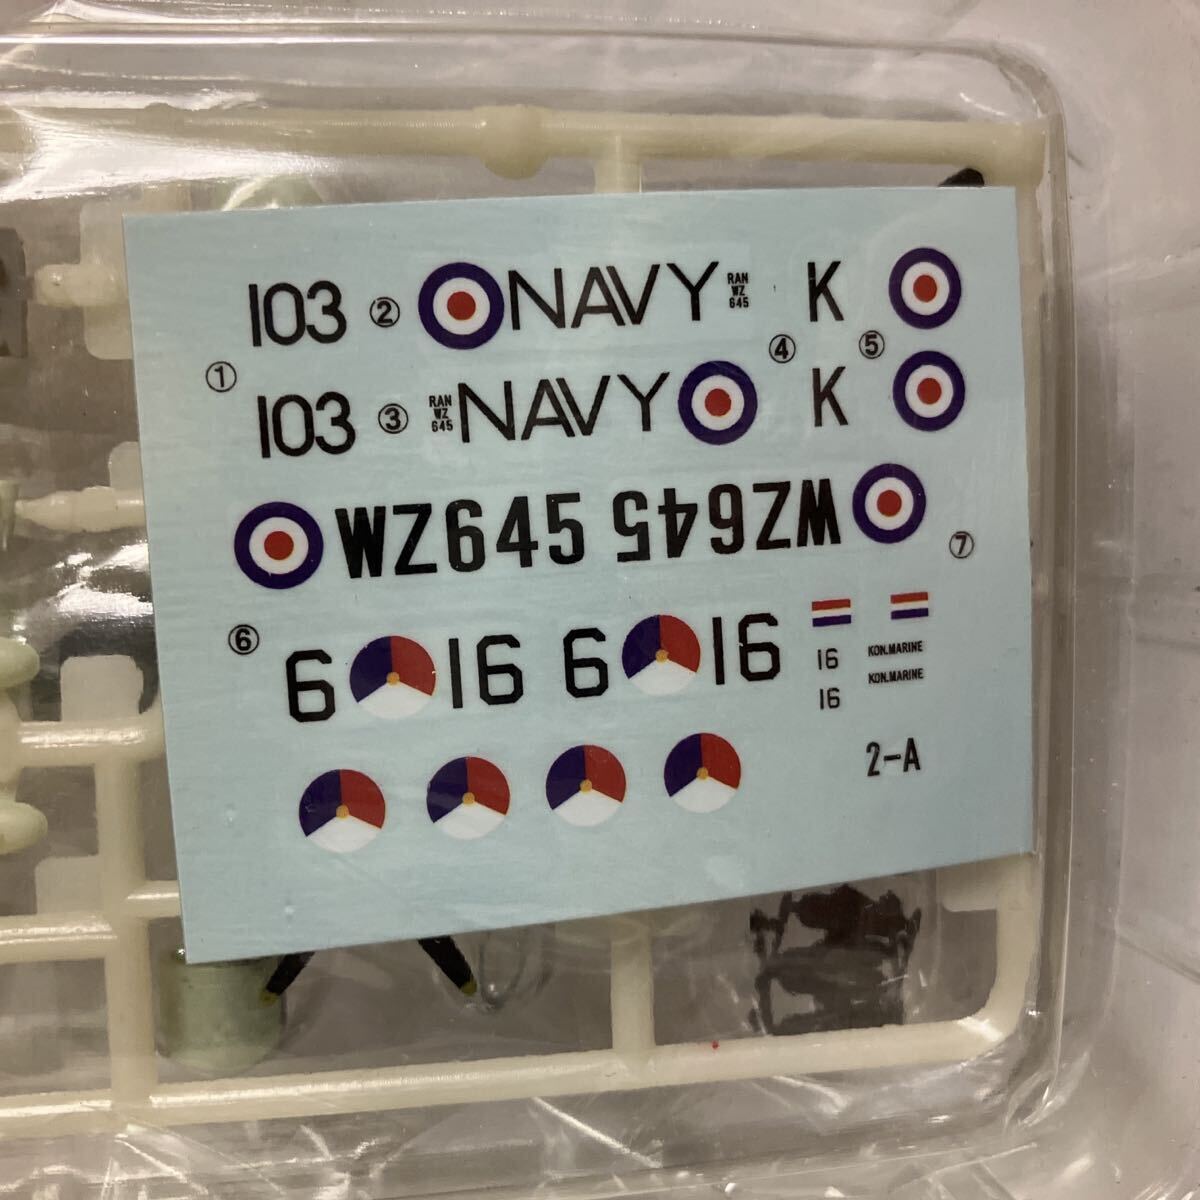 103 ② NAVY RAN WZ 645 K
① ④ ⑤
103 ③ RAN WZ 645 NAVY K
WZ645 WZ645
⑦
⑥ 6 16 6 16
16 KON.MARINE
16 KON.MARINE
2-A